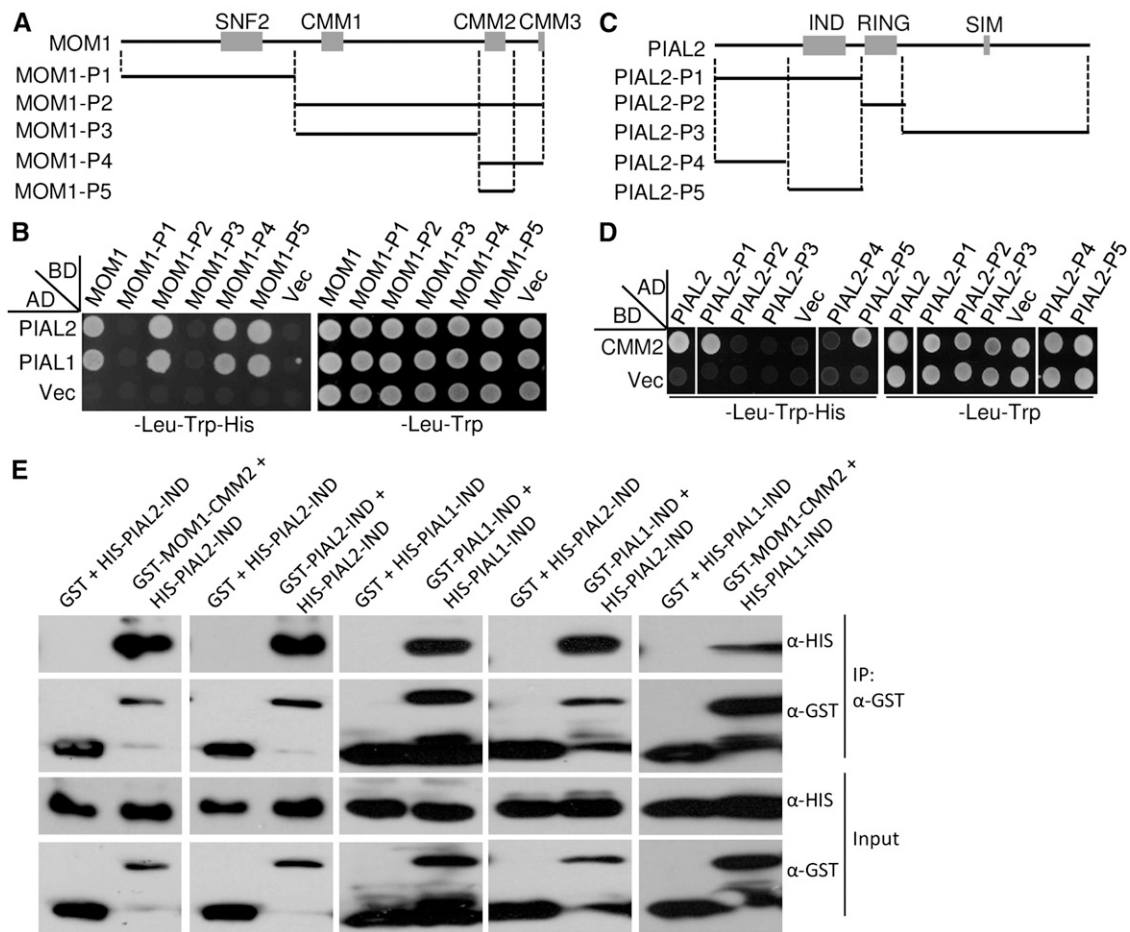 A
SNF2 CMM1 CMM2 CMM3
MOM1
MOM1-P1
MOM1-P2
MOM1-P3
MOM1-P4
MOM1-P5
C
IND RING SIM
PIAL2
PIAL2-P1
PIAL2-P2
PIAL2-P3
PIAL2-P4
PIAL2-P5
B
BD
AD
MOM1 MOM1-P1 MOM1-P2 MOM1-P3 MOM1-P4 MOM1-P5 Vec MOM1 MOM1-P1 MOM1-P2 MOM1-P3 MOM1-P4 MOM1-P5 Vec
PIAL2
PIAL1
Vec
-Leu-Trp-His -Leu-Trp
D
AD
BD
PIAL2 PIAL2-P1 PIAL2-P2 PIAL2-P3 Vec PIAL2-P4 PIAL2-P5 PIAL2 PIAL2-P1 PIAL2-P2 PIAL2-P3 Vec PIAL2-P4 PIAL2-P5
CMM2
Vec
-Leu-Trp-His -Leu-Trp
E
GST + HIS-PIAL2-IND
GST-MOM1-CMM2 +
HIS-PIAL2-IND
GST + HIS-PIAL2-IND
GST-PIAL2-IND +
HIS-PIAL2-IND
GST + HIS-PIAL1-IND
GST-PIAL1-IND +
HIS-PIAL1-IND
GST + HIS-PIAL2-IND
GST-PIAL1-IND +
HIS-PIAL2-IND
GST + HIS-PIAL1-IND
GST-MOM1-CMM2 +
HIS-PIAL1-IND
α-HIS
α-GST
IP:
α-GST
α-HIS
α-GST
Input